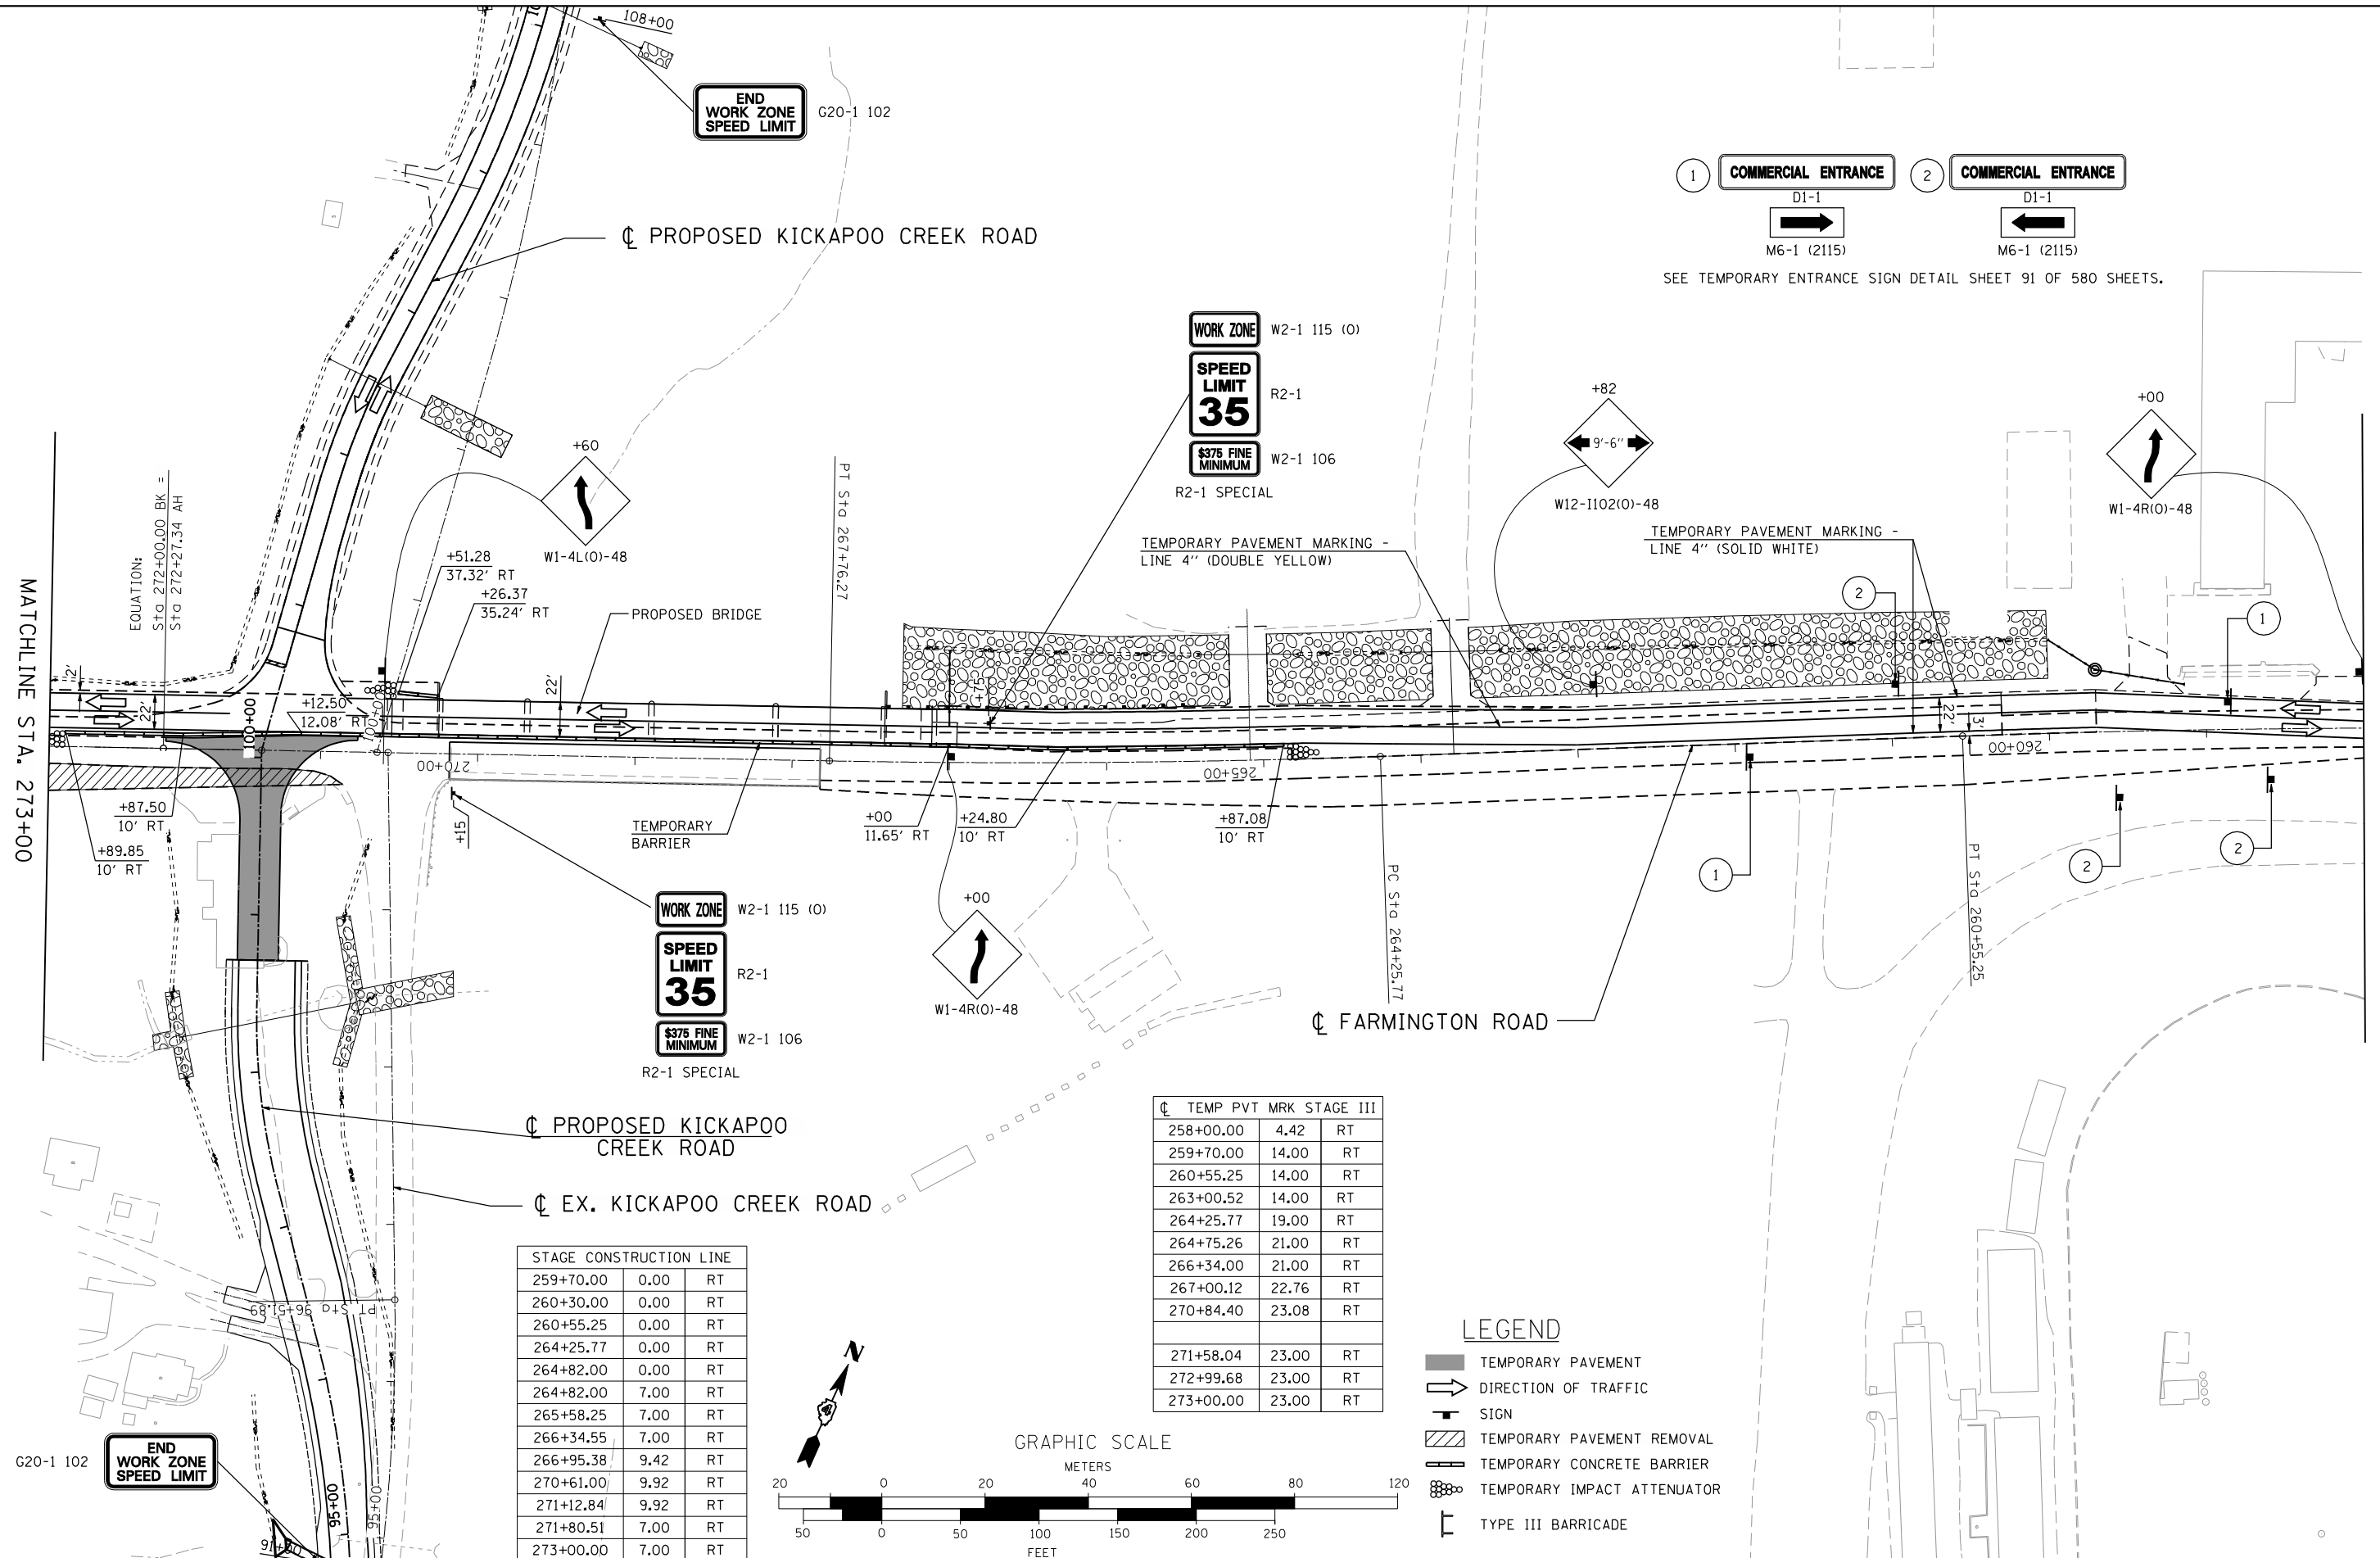 108+00
END
WORK ZONE
SPEED LIMIT
G20-1 102
1
COMMERCIAL ENTRANCE
D1-1
M6-1 (2115)
2
COMMERCIAL ENTRANCE
D1-1
M6-1 (2115)
SEE TEMPORARY ENTRANCE SIGN DETAIL SHEET 91 OF 580 SHEETS.
℄ PROPOSED KICKAPOO CREEK ROAD
WORK ZONE
W2-1 115 (O)
SPEED
LIMIT
35
R2-1
$375 FINE
MINIMUM
W2-1 106
R2-1 SPECIAL
+82
9'-6"
W12-I102(O)-48
+00
W1-4R(O)-48
+60
W1-4L(O)-48
EQUATION:
Sta 272+00.00 BK =
Sta 272+27.34 AH
PT Sta 267+76.27
+51.28
37.32' RT
+26.37
35.24' RT
PROPOSED BRIDGE
TEMPORARY PAVEMENT MARKING -
LINE 4'' (DOUBLE YELLOW)
TEMPORARY PAVEMENT MARKING -
LINE 4'' (SOLID WHITE)
2
1
MATCHLINE STA. 273+00
2'
22'
100+00
+12.50
12.08' RT
22'
+75
22'
3'
270+00
265+00
260+00
+87.50
10' RT
+89.85
10' RT
+15
TEMPORARY
BARRIER
+00
11.65' RT
+24.80
10' RT
+87.08
10' RT
PC Sta 264+25.77
1
PT Sta 260+55.25
2
2
WORK ZONE
W2-1 115 (O)
SPEED
LIMIT
35
R2-1
$375 FINE
MINIMUM
W2-1 106
R2-1 SPECIAL
+00
W1-4R(O)-48
℄ FARMINGTON ROAD
℄ PROPOSED KICKAPOO
CREEK ROAD
℄ EX. KICKAPOO CREEK ROAD
PT Sta 96+51.89
95+00
95+00
91+00
G20-1 102
END
WORK ZONE
SPEED LIMIT
STAGE CONSTRUCTION LINE
259+70.00 0.00 RT
260+30.00 0.00 RT
260+55.25 0.00 RT
264+25.77 0.00 RT
264+82.00 0.00 RT
264+82.00 7.00 RT
265+58.25 7.00 RT
266+34.55 7.00 RT
266+95.38 9.42 RT
270+61.00 9.92 RT
271+12.84 9.92 RT
271+80.51 7.00 RT
273+00.00 7.00 RT
℄ TEMP PVT MRK STAGE III
258+00.00 4.42 RT
259+70.00 14.00 RT
260+55.25 14.00 RT
263+00.52 14.00 RT
264+25.77 19.00 RT
264+75.26 21.00 RT
266+34.00 21.00 RT
267+00.12 22.76 RT
270+84.40 23.08 RT
271+58.04 23.00 RT
272+99.68 23.00 RT
273+00.00 23.00 RT
N
4
GRAPHIC SCALE
METERS
20 0 20 40 60 80 120
50 0 50 100 150 200 250
FEET
LEGEND
TEMPORARY PAVEMENT
DIRECTION OF TRAFFIC
SIGN
TEMPORARY PAVEMENT REMOVAL
TEMPORARY CONCRETE BARRIER
TEMPORARY IMPACT ATTENUATOR
TYPE III BARRICADE